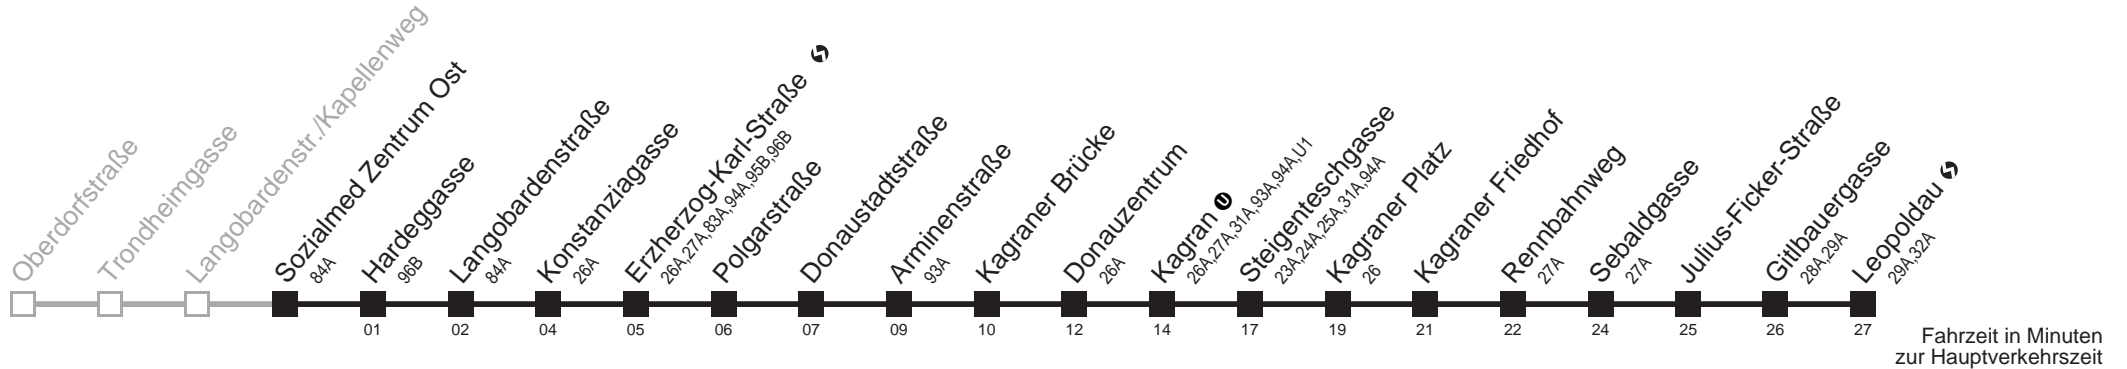 Oberdorfstraße
Trondheimgasse
Langobardenstr./Kapellenweg
Sozialmed Zentrum Ost
84A
Hardeggasse
96B
Langobardenstraße
84A
Konstanziagasse
26A
Erzherzog-Karl-Straße
26A,27A,83A,94A,95B,96B
Polgarstraße
Donaustadtstraße
Arminenstraße
93A
Kagraner Brücke
Donauzentrum
26A
Kagran U
26A,27A,31A,93A,94A,U1
Steigenteschgasse
23A,24A,25A,31A,94A
Kagraner Platz
26
Kagraner Friedhof
Rennbahnweg
27A
Sebaldgasse
27A
Julius-Ficker-Straße
Gitlbauergasse
28A,29A
Leopoldau
29A,32A
01 02 04 05 06 07 09 10 12 14 17 19 21 22 24 25 26 27
Fahrzeit in Minuten
zur Hauptverkehrszeit